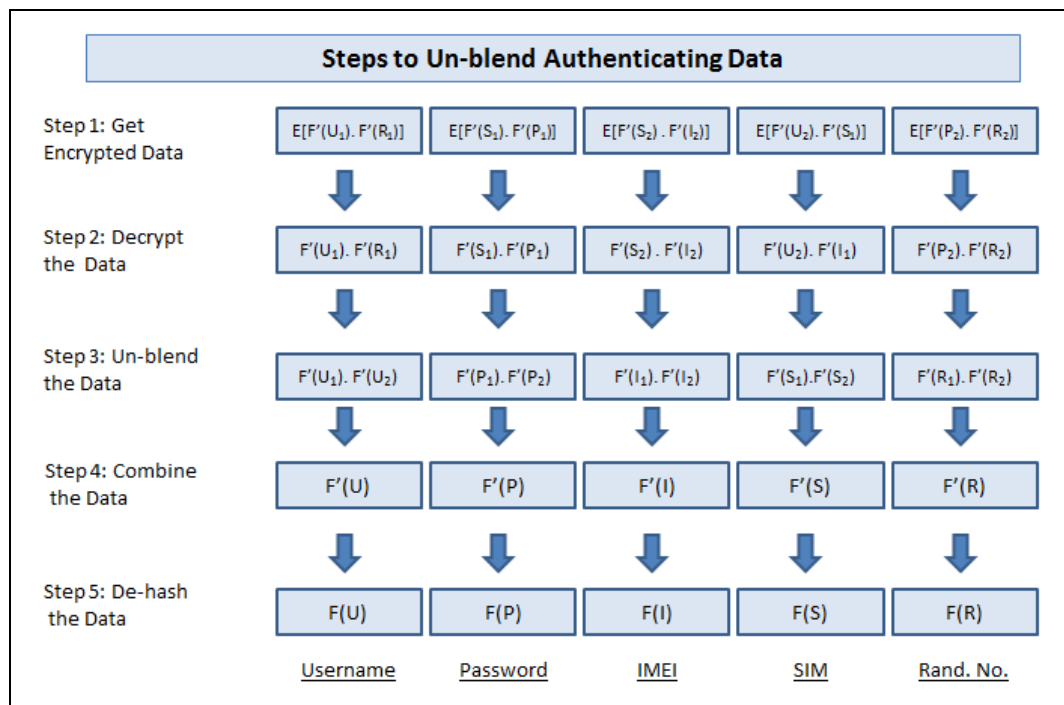 Steps to Un-blend Authenticating Data
Step 1: Get
Encrypted Data
E[F'(U₁). F'(R₁)]
E[F'(S₁). F'(P₁)]
E[F'(S₂) . F'(I₂)]
E[F'(U₂). F'(S₁)]
E[F'(P₂). F'(R₂)]
Step 2: Decrypt
the Data
F'(U₁). F'(R₁)
F'(S₁). F'(P₁)
F'(S₂) . F'(I₂)
F'(U₂). F'(I₁)
F'(P₂). F'(R₂)
Step 3: Un-blend
the Data
F'(U₁). F'(U₂)
F'(P₁). F'(P₂)
F'(I₁). F'(I₂)
F'(S₁).F'(S₂)
F'(R₁). F'(R₂)
Step 4: Combine
the Data
F'(U)
F'(P)
F'(I)
F'(S)
F'(R)
Step 5: De-hash
the Data
F(U)
F(P)
F(I)
F(S)
F(R)
Username
Password
IMEI
SIM
Rand. No.